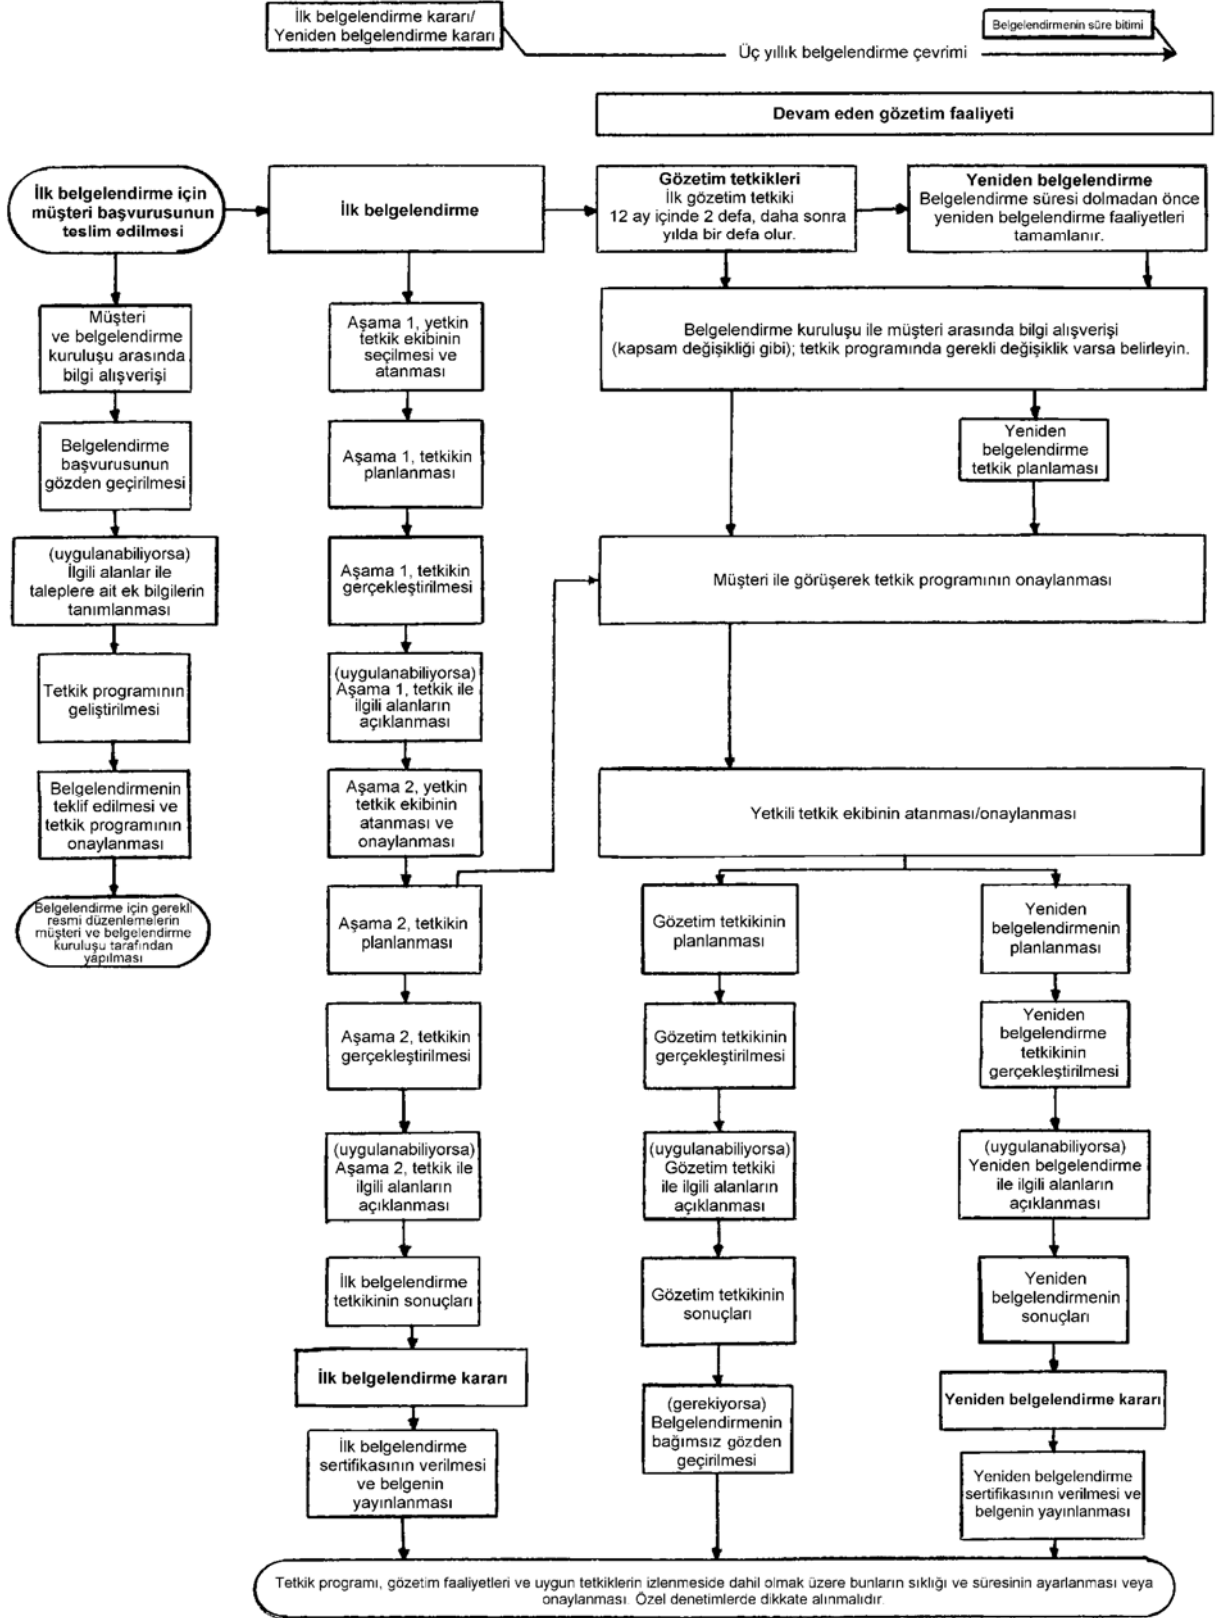 İlk belgelendirme kararı/
Yeniden belgelendirme kararı
Belgelendirmenin süre bitimi
Üç yıllık belgelendirme çevrimi
Devam eden gözetim faaliyeti
İlk belgelendirme için
müşteri başvurusunun
teslim edilmesi
İlk belgelendirme
Gözetim tetkikleri
İlk gözetim tetkiki
12 ay içinde 2 defa, daha sonra
yılda bir defa olur.
Yeniden belgelendirme
Belgelendirme süresi dolmadan önce
yeniden belgelendirme faaliyetleri
tamamlanır.
Müşteri
ve belgelendirme
kuruluşu arasında
bilgi alışverişi
Belgelendirme
başvurusunun
gözden geçirilmesi
(uygulanabiliyorsa)
İlgili alanlar ile
taleplere ait ek bilgilerin
tanımlanması
Tetkik programının
geliştirilmesi
Belgelendirmenin
teklif edilmesi ve
tetkik programının
onaylanması
Belgelendirme için gerekli
resmi düzenlemelerin
müşteri ve belgelendirme
kuruluşu tarafından
yapılması
Aşama 1, yetkin
tetkik ekibinin
seçilmesi ve
atanması
Aşama 1, tetkikin
planlanması
Aşama 1, tetkikin
gerçekleştirilmesi
(uygulanabiliyorsa)
Aşama 1, tetkik ile
ilgili alanların
açıklanması
Aşama 2, yetkin
tetkik ekibinin
atanması ve
onaylanması
Aşama 2, tetkikin
planlanması
Aşama 2, tetkikin
gerçekleştirilmesi
(uygulanabiliyorsa)
Aşama 2, tetkik ile
ilgili alanların
açıklanması
İlk belgelendirme
tetkikinin sonuçları
İlk belgelendirme kararı
İlk belgelendirme
sertifikasının verilmesi
ve belgenin
yayınlanması
Belgelendirme kuruluşu ile müşteri arasında bilgi alışverişi
(kapsam değişikliği gibi); tetkik programında gerekli değişiklik varsa belirleyin.
Yeniden
belgelendirme
tetkik planlaması
Müşteri ile görüşerek tetkik programının onaylanması
Yetkili tetkik ekibinin atanması/onaylanması
Gözetim tetkikinin
planlanması
Gözetim tetkikinin
gerçekleştirilmesi
(uygulanabiliyorsa)
Gözetim tetkiki
ile ilgili alanların
açıklanması
Gözetim tetkikinin
sonuçları
(gerekiyorsa)
Belgelendirmenin
bağımsız gözden
geçirilmesi
Yeniden
belgelendirmenin
planlanması
Yeniden
belgelendirme
tetkikinin
gerçekleştirilmesi
(uygulanabiliyorsa)
Yeniden belgelendirme
ile ilgili alanların
açıklanması
Yeniden
belgelendirmenin
sonuçları
Yeniden belgelendirme kararı
Yeniden belgelendirme
sertifikasının verilmesi ve
belgenin yayınlanması
Tetkik programı, gözetim faaliyetleri ve uygun tetkiklerin izlenmeside dahil olmak üzere bunların sıklığı ve süresinin ayarlanması veya
onaylanması. Özel denetimlerde dikkate alınmalıdır.